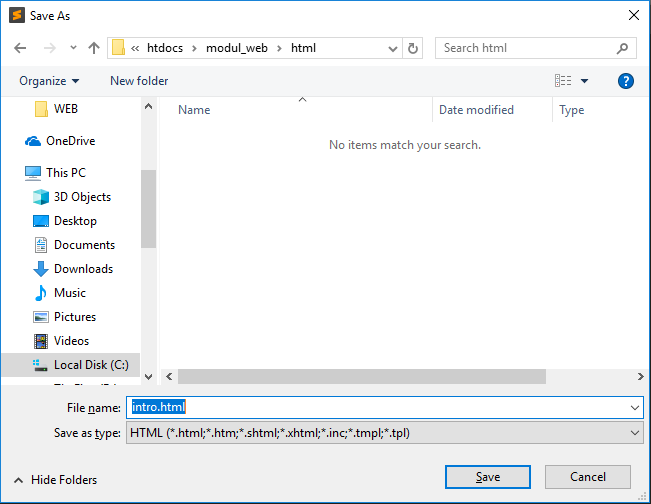 Save As
htdocs modul_web html
Search html
Organize New folder
Name Date modified Type
No items match your search.
WEB
OneDrive
This PC
3D Objects
Desktop
Documents
Downloads
Music
Pictures
Videos
Local Disk (C:)
File name: intro.html
Save as type: HTML (*.html;*.htm;*.shtml;*.xhtml;*.inc;*.tmpl;*.tpl)
Hide Folders Save Cancel